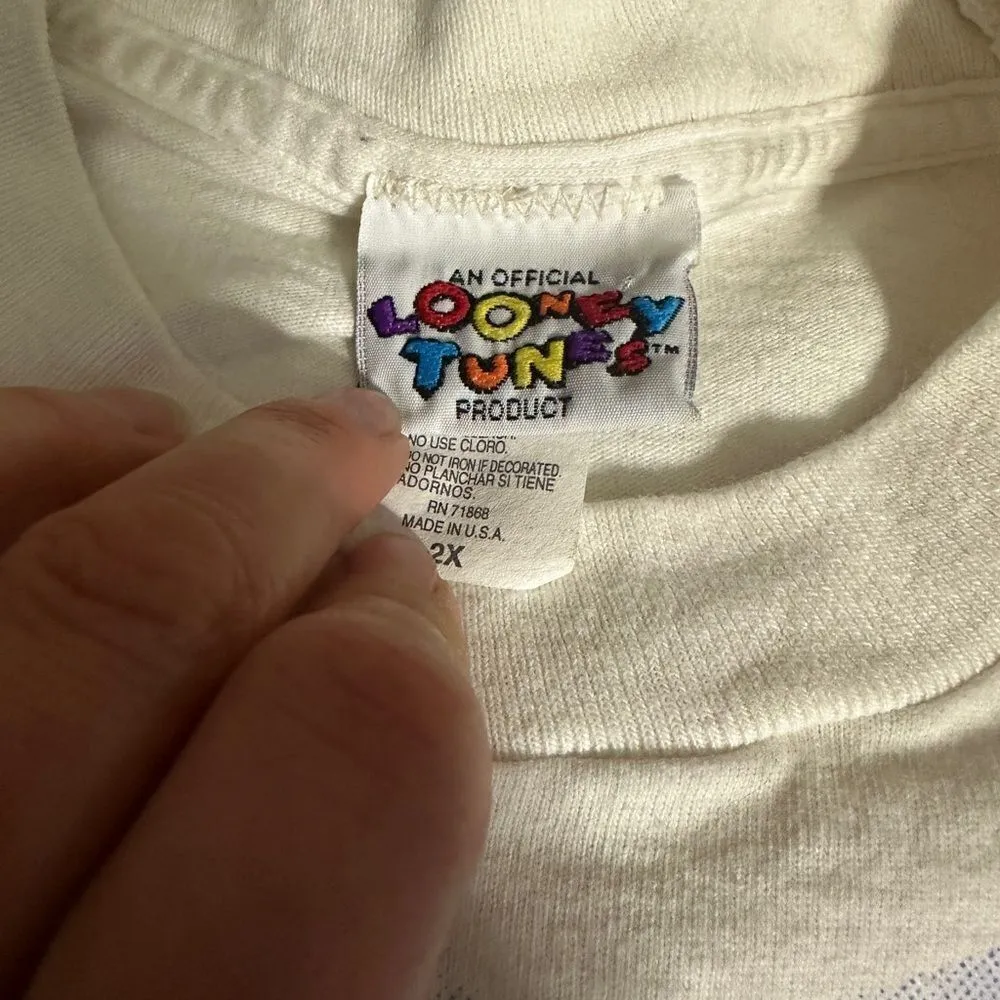 AN OFFICIAL
LOONEY
TUNES™
PRODUCT
NO USE CLORO.
DO NOT IRON IF DECORATED.
NO PLANCHAR SI TIENE
ADORNOS.
RN 71868
MADE IN U.S.A.
2X